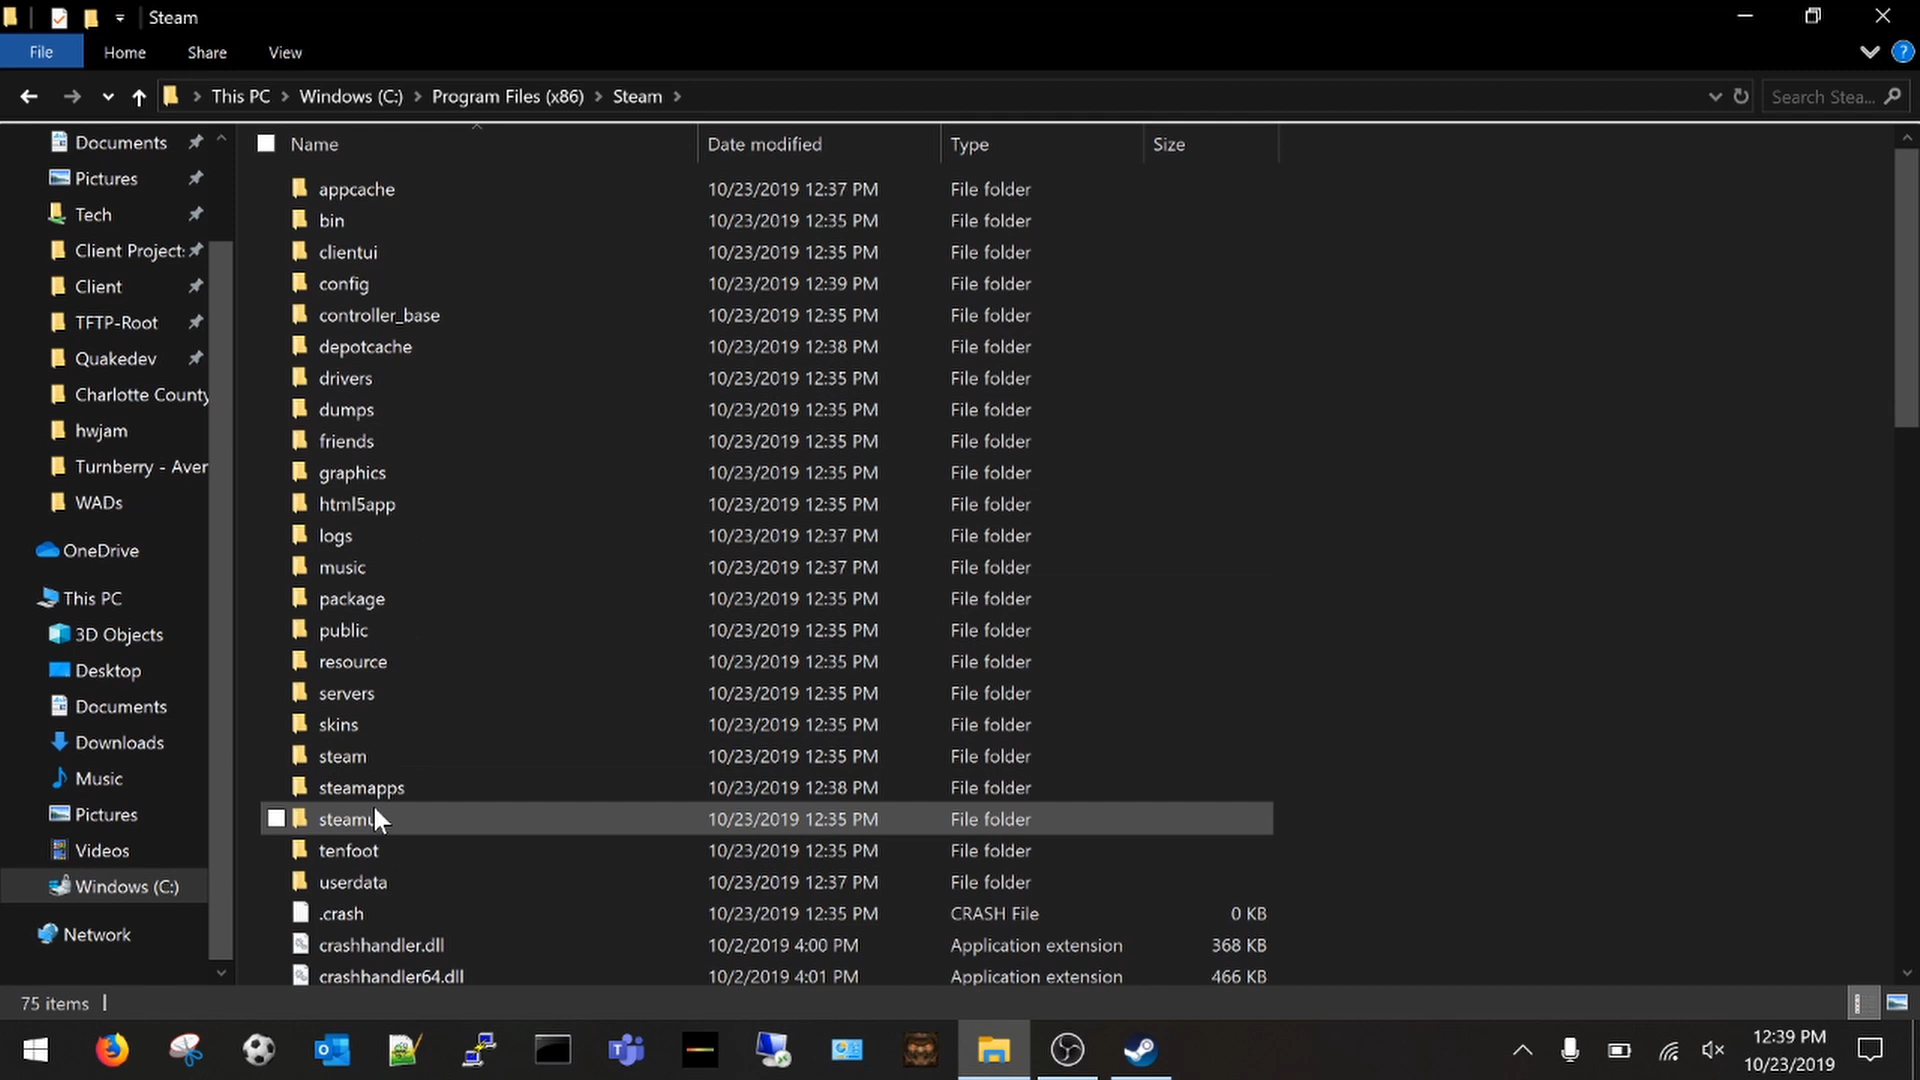 Steam
File Home Share View
This PC Windows (C:) Program Files (x86) Steam Search Stea...
Name Date modified Type Size
Documents
Pictures
Tech
Client Project:
Client
TFTP-Root
Quakedev
Charlotte County
hwjam
Turnberry - Aver
WADs
OneDrive
This PC
3D Objects
Desktop
Documents
Downloads
Music
Pictures
Videos
Windows (C:)
Network
appcache 10/23/2019 12:37 PM File folder
bin 10/23/2019 12:35 PM File folder
clientui 10/23/2019 12:35 PM File folder
config 10/23/2019 12:39 PM File folder
controller_base 10/23/2019 12:35 PM File folder
depotcache 10/23/2019 12:38 PM File folder
drivers 10/23/2019 12:35 PM File folder
dumps 10/23/2019 12:35 PM File folder
friends 10/23/2019 12:35 PM File folder
graphics 10/23/2019 12:35 PM File folder
html5app 10/23/2019 12:35 PM File folder
logs 10/23/2019 12:37 PM File folder
music 10/23/2019 12:37 PM File folder
package 10/23/2019 12:35 PM File folder
public 10/23/2019 12:35 PM File folder
resource 10/23/2019 12:35 PM File folder
servers 10/23/2019 12:35 PM File folder
skins 10/23/2019 12:35 PM File folder
steam 10/23/2019 12:35 PM File folder
steamapps 10/23/2019 12:38 PM File folder
10/23/2019 12:35 PM File folder
tenfoot 10/23/2019 12:35 PM File folder
userdata 10/23/2019 12:37 PM File folder
.crash 10/23/2019 12:35 PM CRASH File 0 KB
crashhandler.dll 10/2/2019 4:00 PM Application extension 368 KB
crashhandler64.dll 10/2/2019 4:01 PM Application extension 466 KB
75 items
12:39 PM
10/23/2019